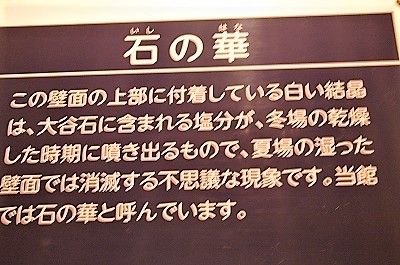 いし はな
石の華
この壁面の上部に付着している白い結晶
は、大谷石に含まれる塩分が、冬場の乾燥
した時期に噴き出るもので、夏場の湿った
壁面では消滅する不思議な現象です。当館
では石の華と呼んでいます。